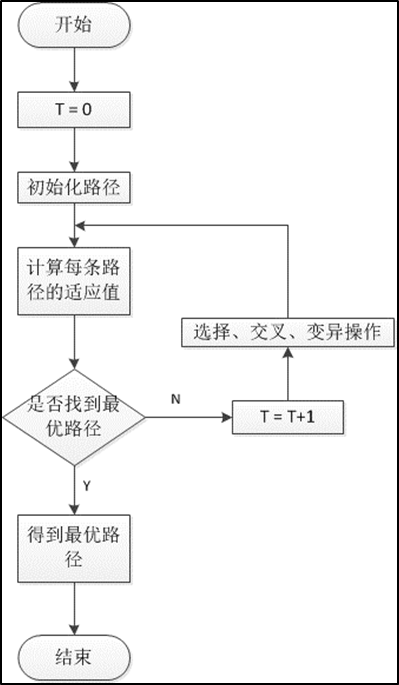 开始
T = 0
初始化路径
计算每条路
径的适应值
选择、交叉、变异操作
是否找到最
优路径
N
T = T+1
Y
得到最优路
径
结束